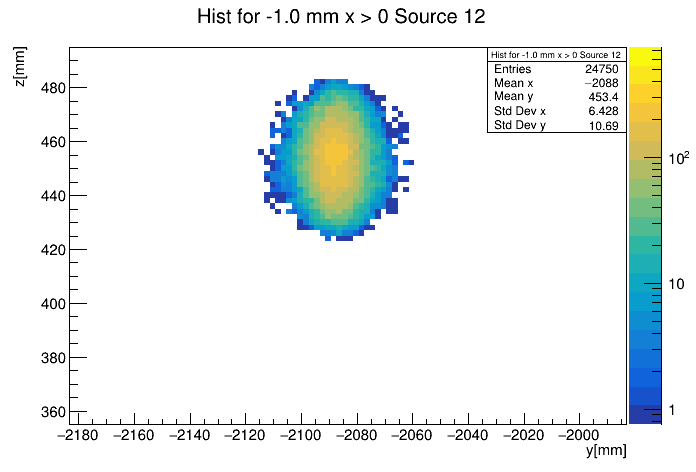 Hist for -1.0 mm x > 0 Source 12
z[mm]
Hist for -1.0 mm x > 0 Source 12
Entries 24750
Mean x −2088
Mean y 453.4
Std Dev x 6.428
Std Dev y 10.69
480
460
440
420
400
380
360
10²
10
1
−2180 −2160 −2140 −2120 −2100 −2080 −2060 −2040 −2020 −2000
y[mm]